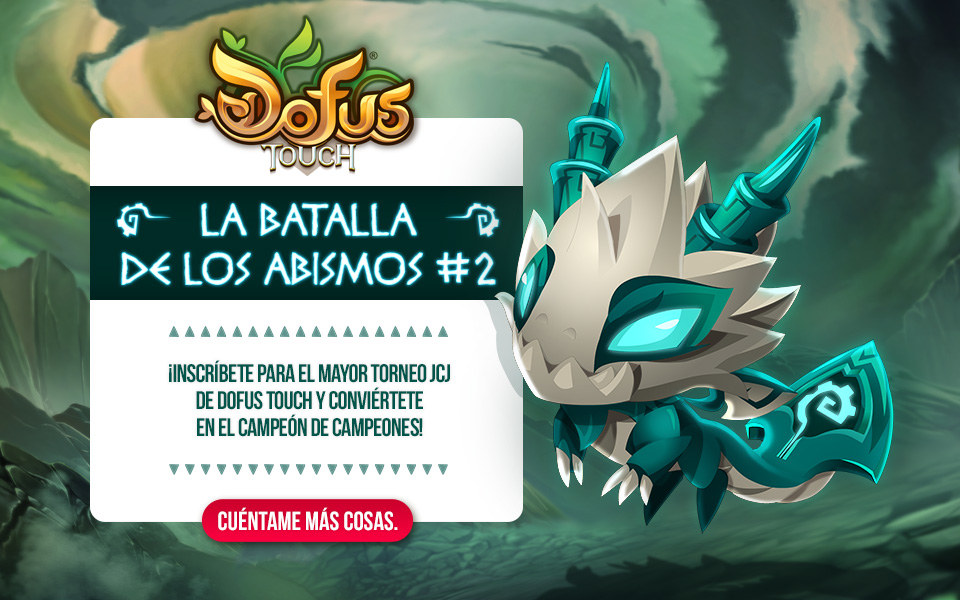 DOFUS®
TOUCH
LA BATALLA
DE LOS ABISMOS #2
¡INSCRÍBETE PARA EL MAYOR TORNEO JCJ
DE DOFUS TOUCH Y CONVIÉRTETE
EN EL CAMPEÓN DE CAMPEONES!
CUÉNTAME MÁS COSAS.